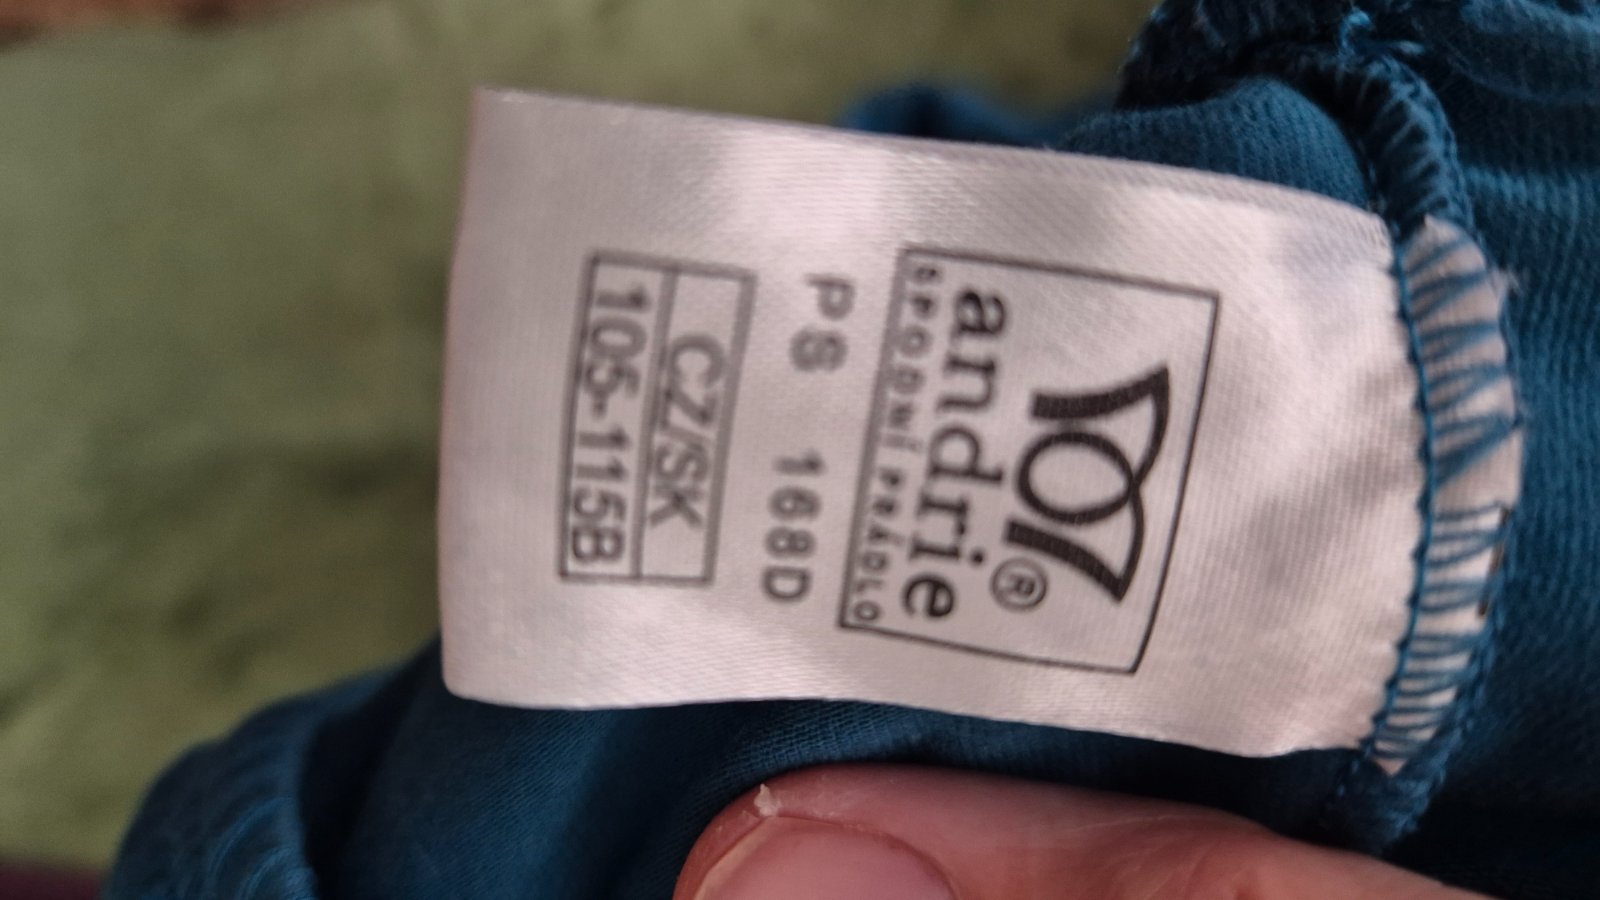 andrie®
SPODNÍ PRÁDLO
PS 168D
CZ/SK
105-115B